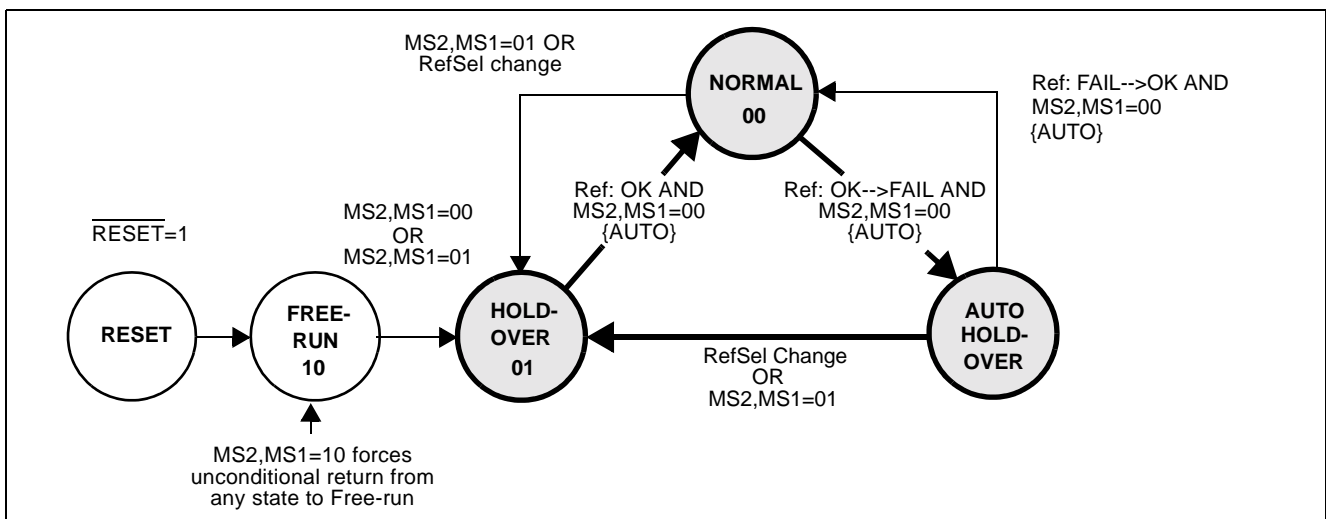 MS2,MS1=01 OR
RefSel change
NORMAL
00
Ref: FAIL-->OK AND
MS2,MS1=00
{AUTO}
Ref: OK AND
MS2,MS1=00
{AUTO}
Ref: OK-->FAIL AND
MS2,MS1=00
{AUTO}
RESET=1
MS2,MS1=00
OR
MS2,MS1=01
RESET
FREE-
RUN
10
HOLD-
OVER
01
AUTO
HOLD-
OVER
RefSel Change
OR
MS2,MS1=01
MS2,MS1=10 forces
unconditional return from
any state to Free-run